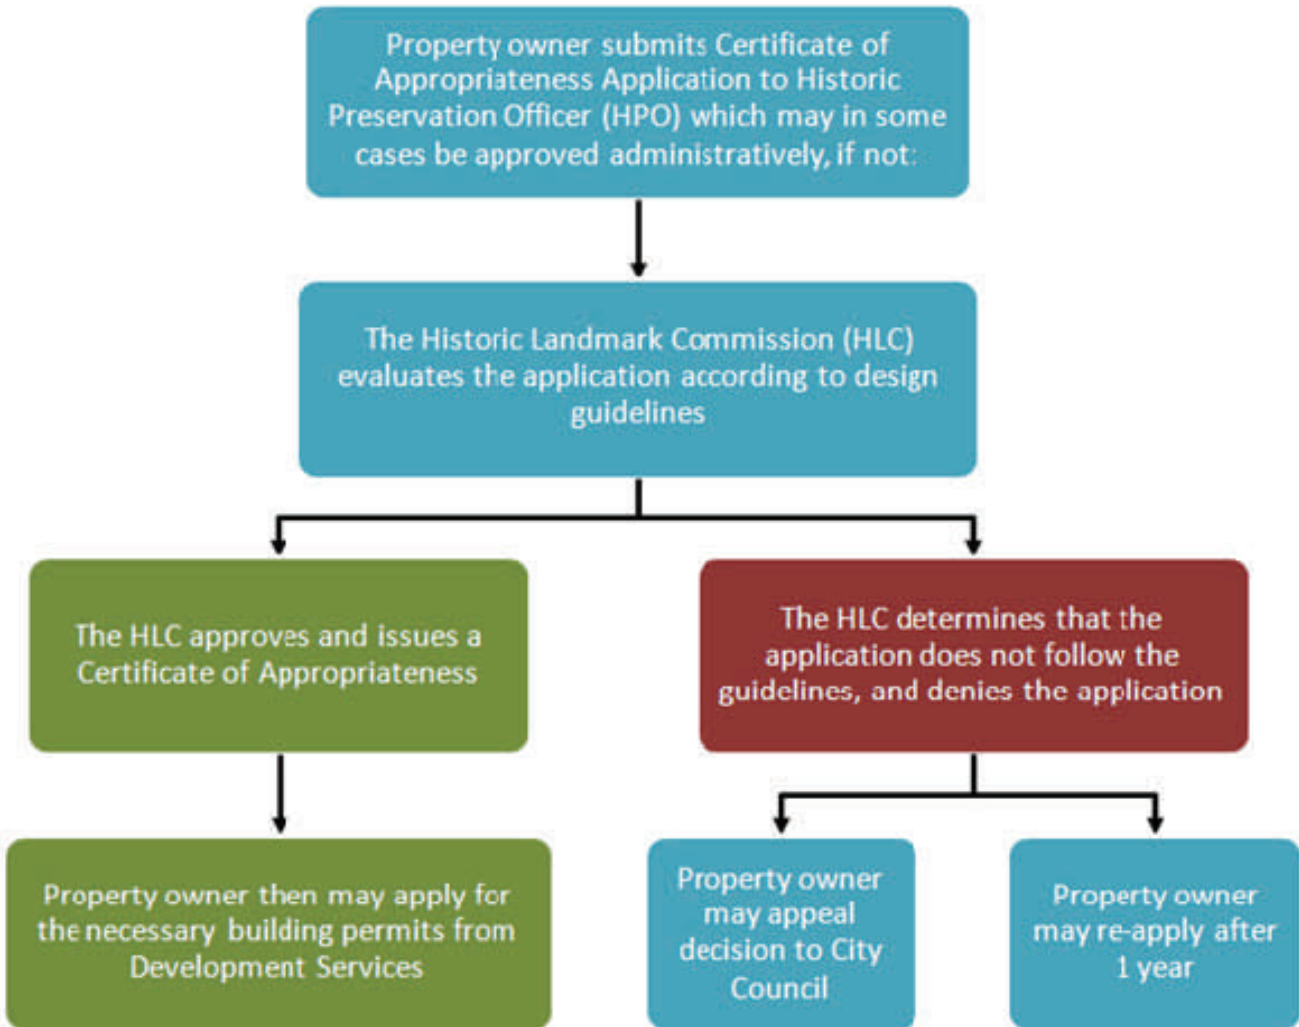 Property owner submits Certificate of
Appropriateness Application to Historic
Preservation Officer (HPO) which may in some
cases be approved administratively, if not:
The Historic Landmark Commission (HLC)
evaluates the application according to design
guidelines
The HLC approves and issues a
Certificate of Appropriateness
The HLC determines that the
application does not follow the
guidelines, and denies the application
Property owner then may apply for
the necessary building permits from
Development Services
Property owner
may appeal
decision to City
Council
Property owner
may re-apply after
1 year